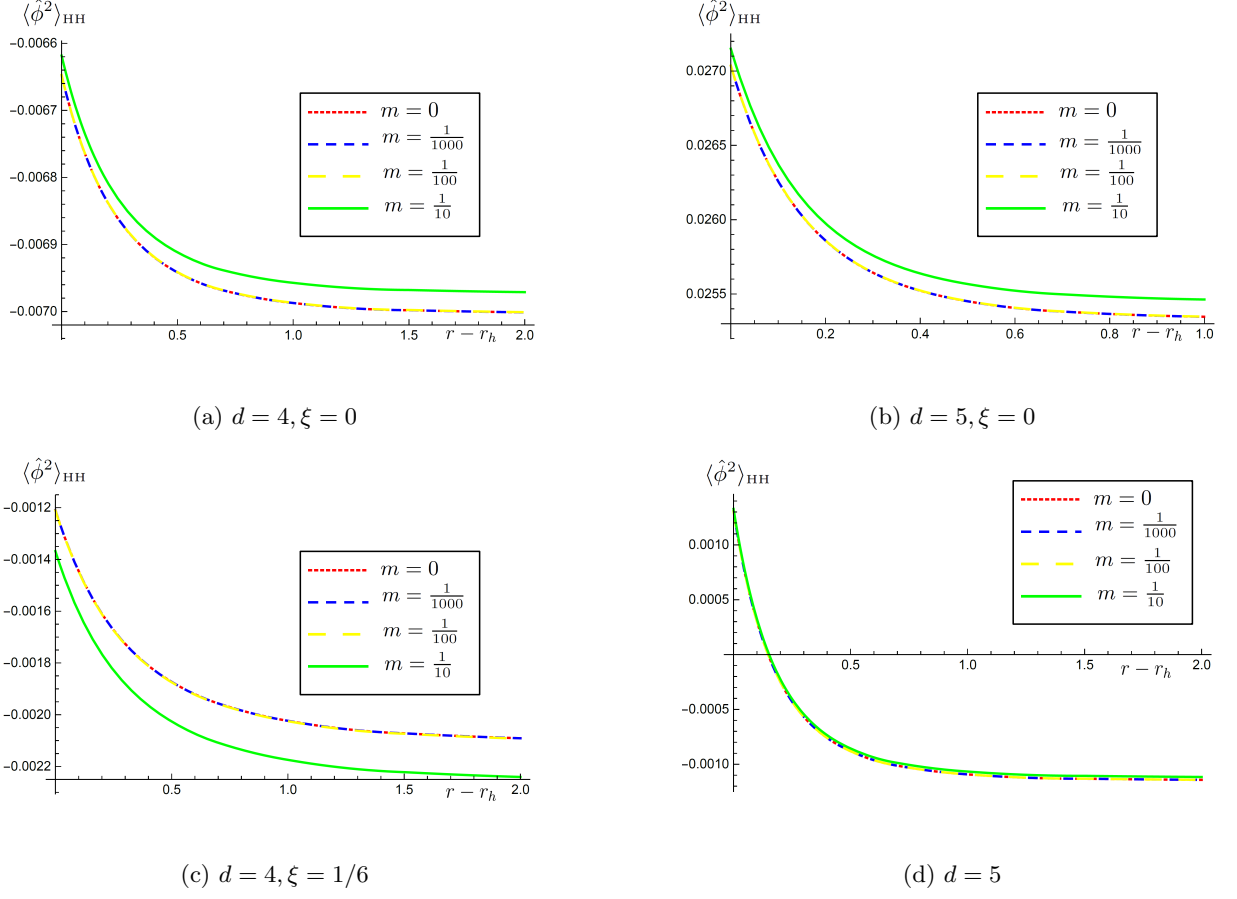 ⟨ϕ̂²⟩HH
−0.0066
−0.0067
−0.0068
−0.0069
−0.0070
0.5 1.0 1.5 2.0
r − r_h
m = 0
m = 1/1000
m = 1/100
m = 1/10
(a) d = 4, ξ = 0
⟨ϕ̂²⟩HH
0.0270
0.0265
0.0260
0.0255
0.2 0.4 0.6 0.8 1.0
r − r_h
m = 0
m = 1/1000
m = 1/100
m = 1/10
(b) d = 5, ξ = 0
⟨ϕ̂²⟩HH
−0.0012
−0.0014
−0.0016
−0.0018
−0.0020
−0.0022
0.5 1.0 1.5 2.0
r − r_h
m = 0
m = 1/1000
m = 1/100
m = 1/10
(c) d = 4, ξ = 1/6
⟨ϕ̂²⟩HH
0.0010
0.0005
−0.0005
−0.0010
0.5 1.0 1.5 2.0
r − r_h
m = 0
m = 1/1000
m = 1/100
m = 1/10
(d) d = 5